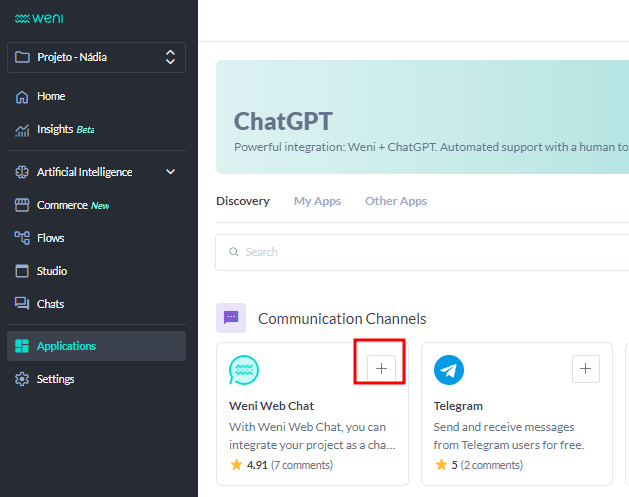 weni
Projeto - Nádia
Home
Insights Beta
Artificial Intelligence
Commerce New
Flows
Studio
Chats
Applications
Settings
ChatGPT
Powerful integration: Weni + ChatGPT. Automated support with a human to
Discovery My Apps Other Apps
Search
Communication Channels
Weni Web Chat
With Weni Web Chat, you can
integrate your project as a cha...
4.91 (7 comments)
Telegram
Send and receive messages
from Telegram users for free.
5 (2 comments)